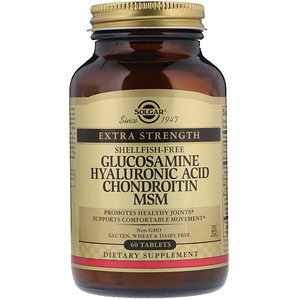 SOLGAR®
Since 1947
EXTRA STRENGTH
SHELLFISH-FREE
GLUCOSAMINE
HYALURONIC ACID
CHONDROITIN
MSM
PROMOTES HEALTHY JOINTS*
SUPPORTS COMFORTABLE MOVEMENT*
Non-GMO
GLUTEN, WHEAT & DAIRY FREE
60 TABLETS
DIETARY SUPPLEMENT